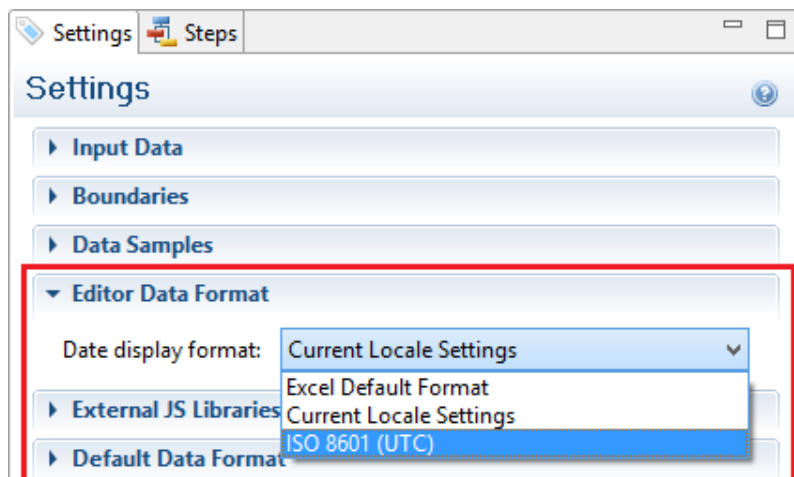 Settings Steps
Settings
Input Data
Boundaries
Data Samples
Editor Data Format
Date display format: Current Locale Settings
Excel Default Format
External JS Libraries Current Locale Settings
ISO 8601 (UTC)
Default Data Format